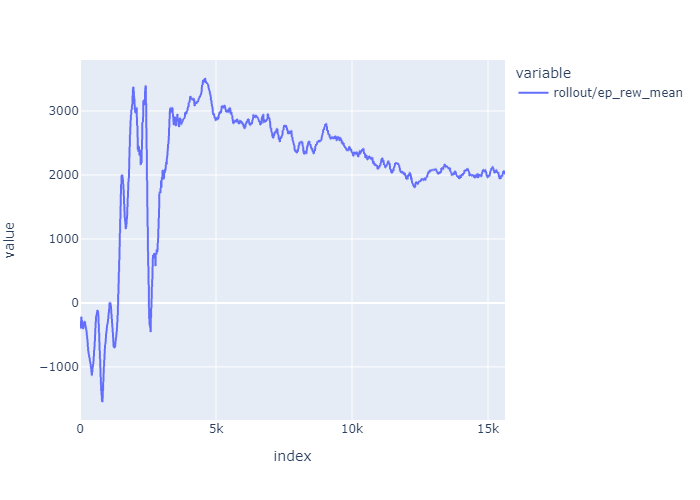 variable
rollout/ep_rew_mean
3000
2000
1000
0
−1000
value
0
5k
10k
15k
index